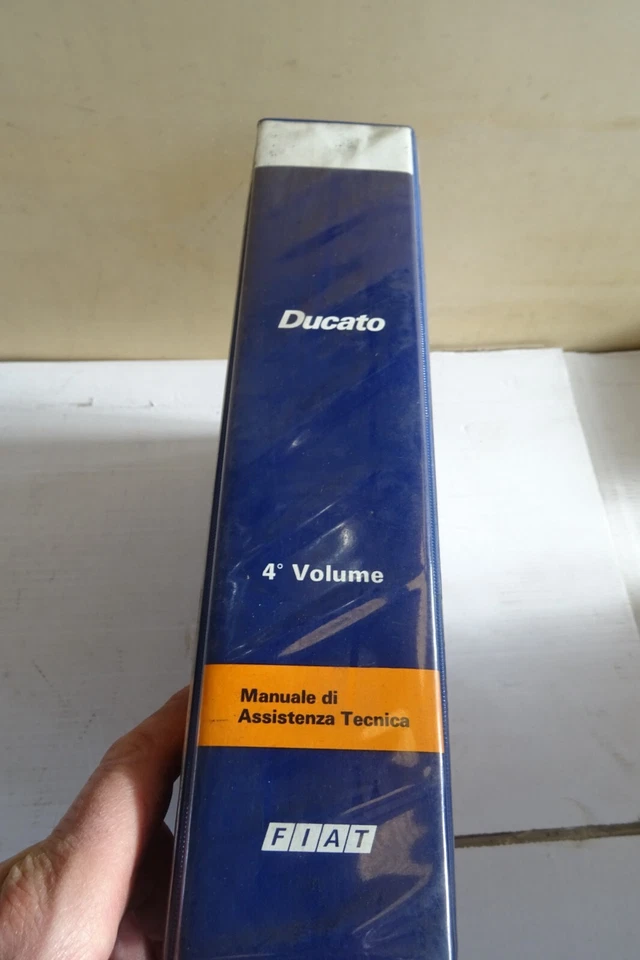 Ducato
4° Volume
Manuale di
Assistenza Tecnica
FIAT